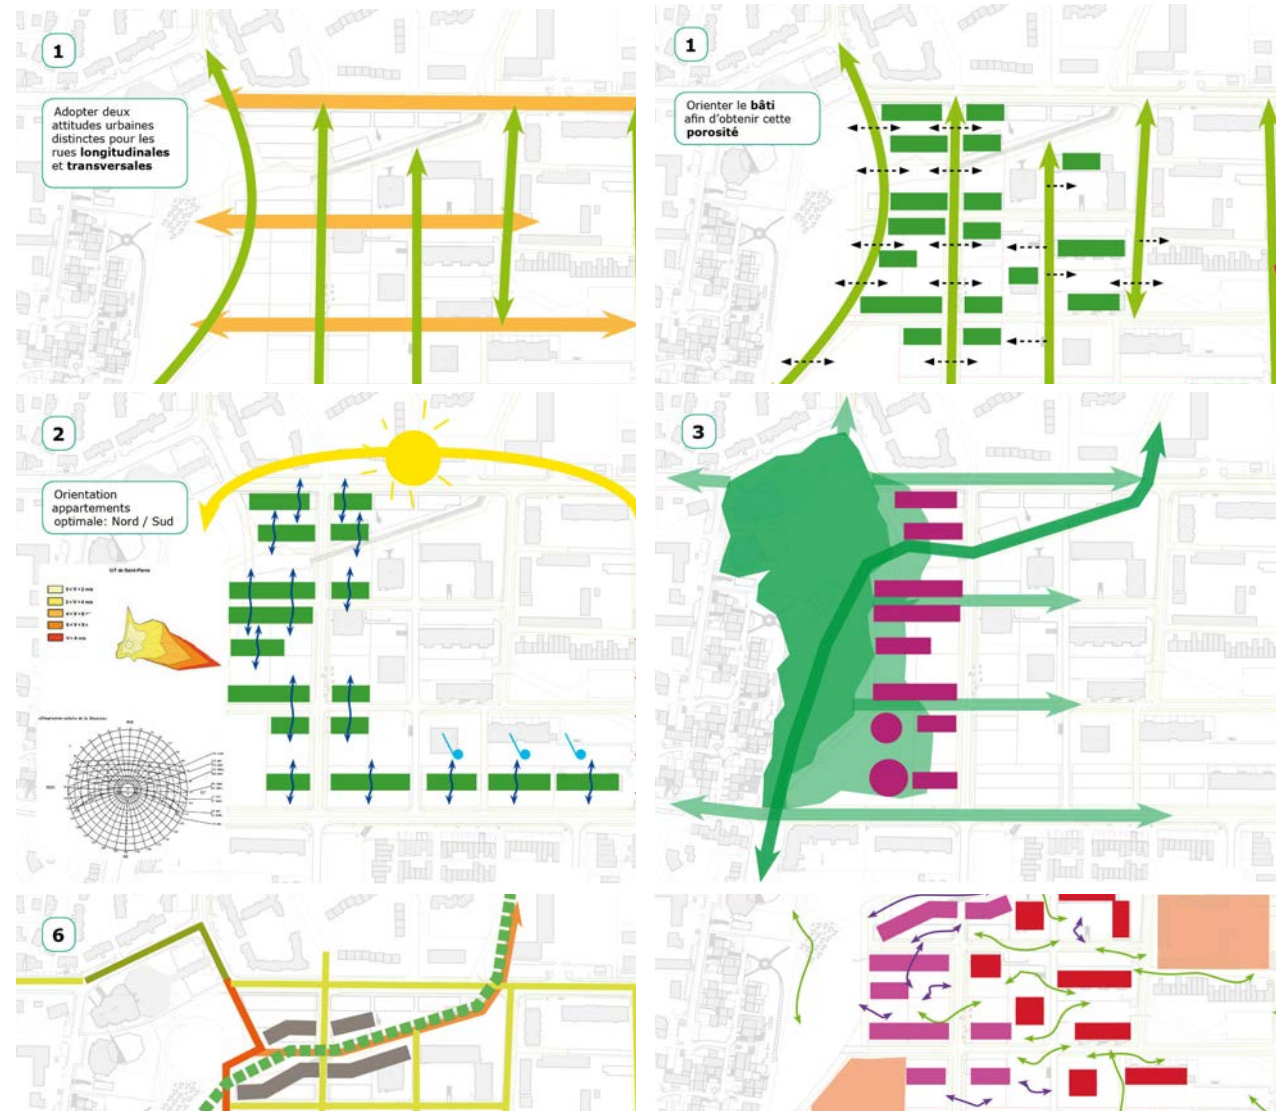 1
Adopter deux
attitudes urbaines
distinctes pour les
rues longitudinales
et transversales
1
Orienter le bâti
afin d'obtenir cette
porosité
2
Orientation
appartements
optimale: Nord / Sud
3
6